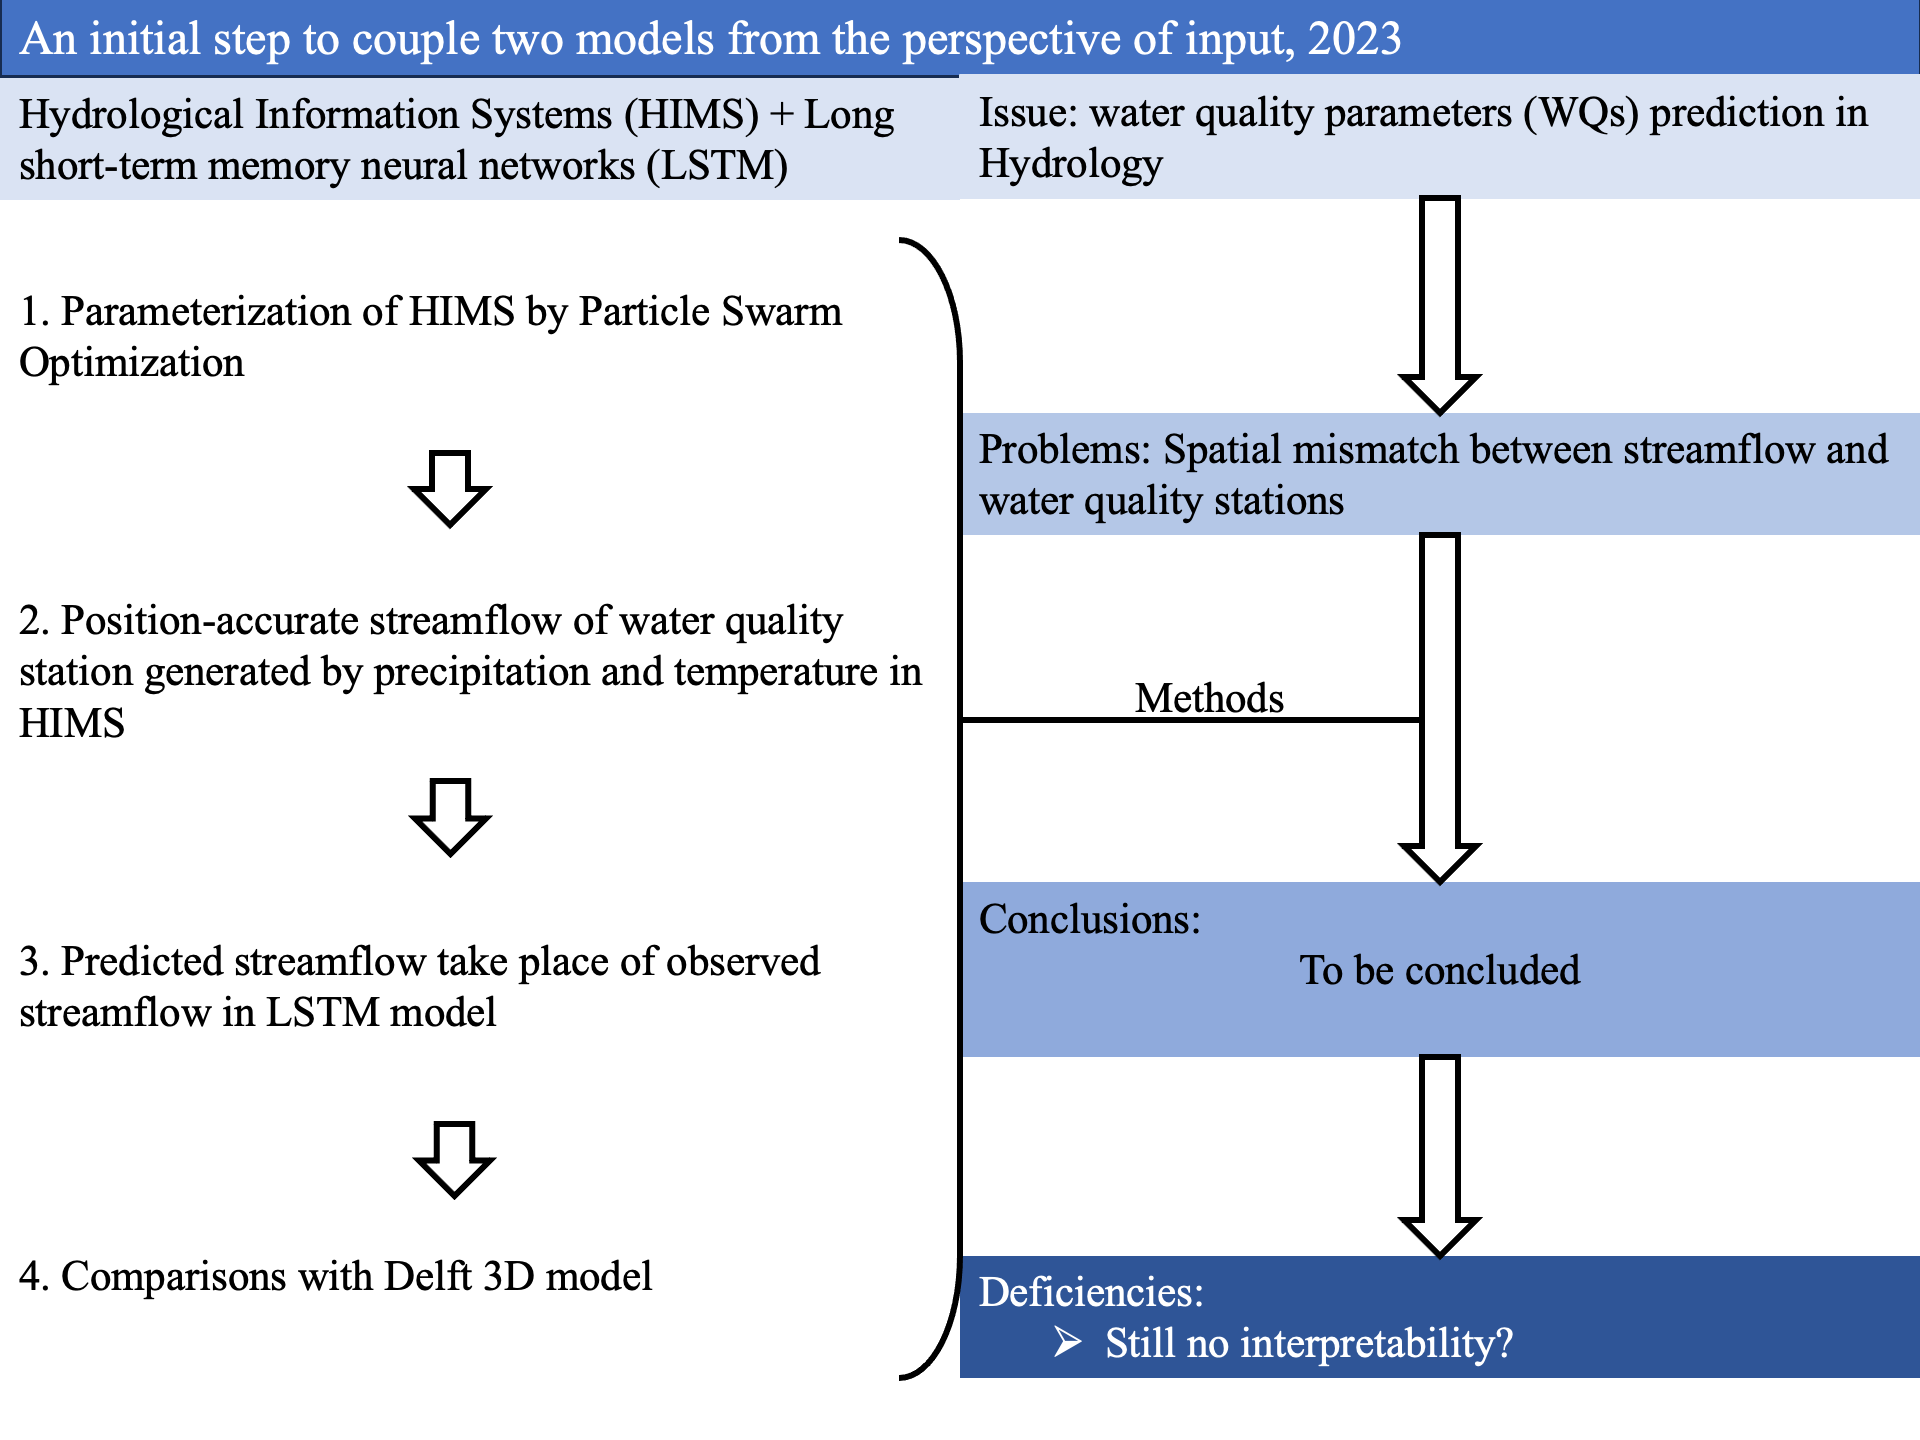 An initial step to couple two models from the perspective of input, 2023
Hydrological Information Systems (HIMS) + Long
short-term memory neural networks (LSTM)
1. Parameterization of HIMS by Particle Swarm
Optimization
2. Position-accurate streamflow of water quality
station generated by precipitation and temperature in
HIMS
3. Predicted streamflow take place of observed
streamflow in LSTM model
4. Comparisons with Delft 3D model
Issue: water quality parameters (WQs) prediction in
Hydrology
Problems: Spatial mismatch between streamflow and
water quality stations
Methods
Conclusions:
To be concluded
Deficiencies:
➢ Still no interpretability?